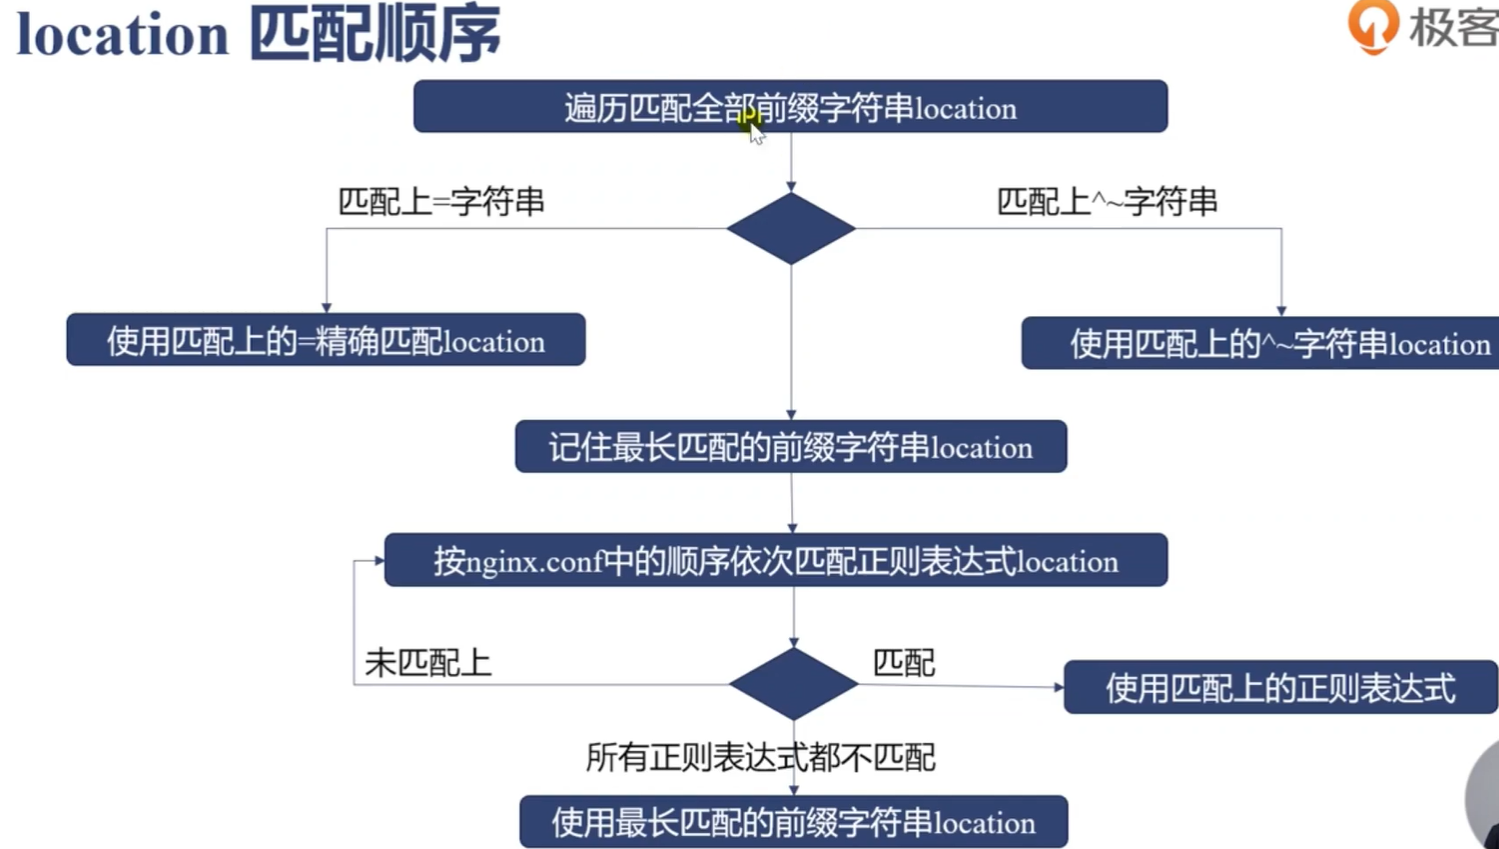 location 匹配顺序
极客
遍历匹配全部前缀字符串location
匹配上=字符串
匹配上^~字符串
使用匹配上的=精确匹配location
使用匹配上的^~字符串location
记住最长匹配的前缀字符串location
按nginx.conf中的顺序依次匹配正则表达式location
未匹配上
匹配
使用匹配上的正则表达式
所有正则表达式都不匹配
使用最长匹配的前缀字符串location